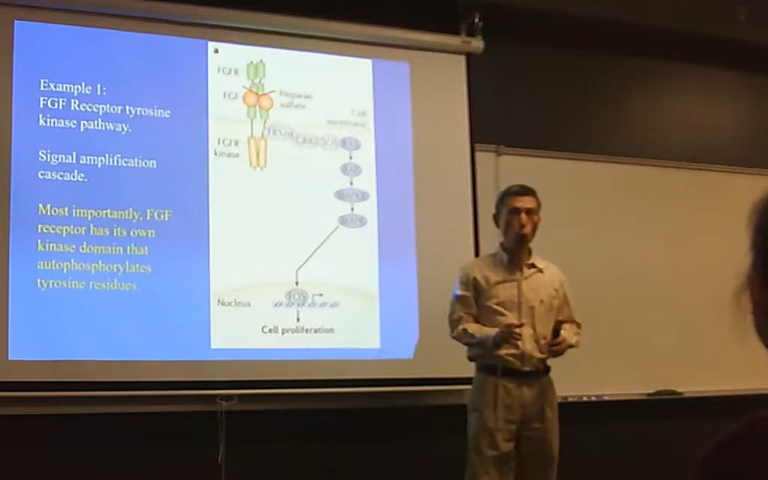 Example 1:
FGF Receptor tyrosine
kinase pathway.
Signal amplification
cascade.
Most importantly, FGF
receptor has its own
kinase domain that
autophosphorylates
tyrosine residues.
a
FGFR
FGF
Heparan
sulfate
Cell
membrane
FGFR
kinase
Nucleus
Cell proliferation